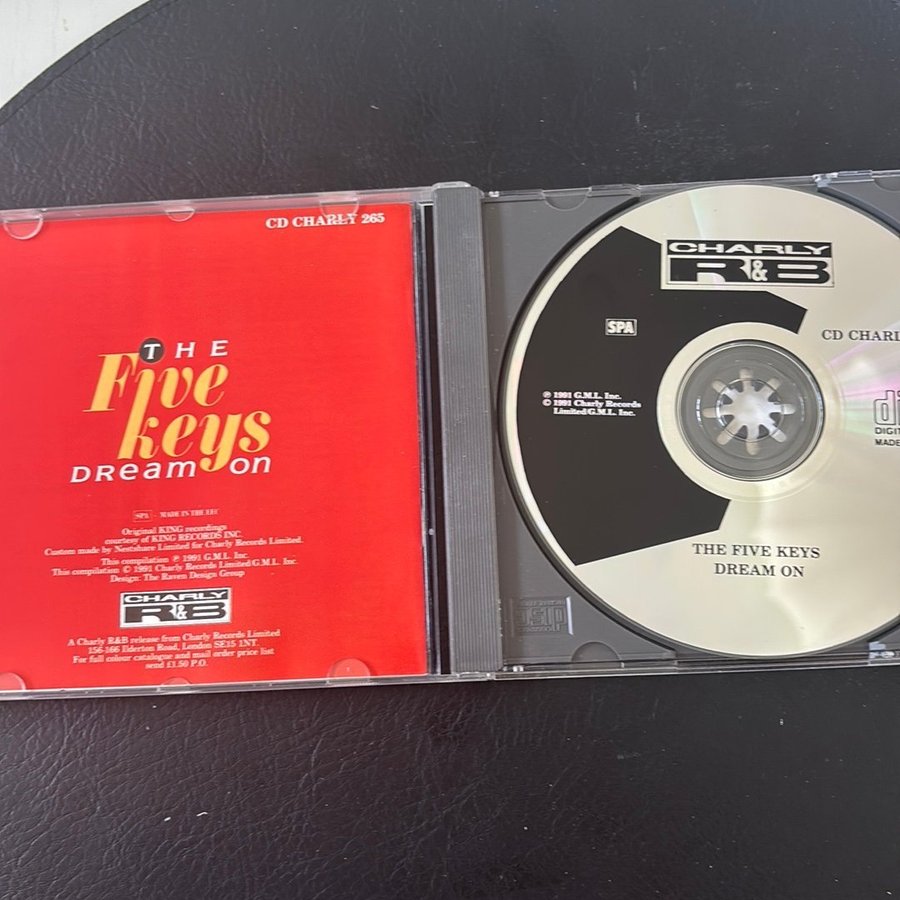 CD CHARLY 265
THE
Five
keys
DReam on
SPA - MADE IN THE EEC
Original KING recordings
courtesy of KING RECORDS INC.
Custom made by Nextshare Limited for Charly Records Limited.
This compilation ℗ 1991 G.M.L. Inc.
This compilation © 1991 Charly Records Limited/G.M.L. Inc.
Design: The Raven Design Group
CHARLY
R&B
A Charly R&B release from Charly Records Limited
156-166 Ilderton Road, London SE15 1NT.
For full colour catalogue and mail order price list
send £1.50 P.O.
CHARLY
R&B
SPA
CD CHARL
℗ 1991 G.M.L. Inc.
© 1991 Charly Records
Limited/G.M.L. Inc.
di
DIGIT
MADE
THE FIVE KEYS
DREAM ON